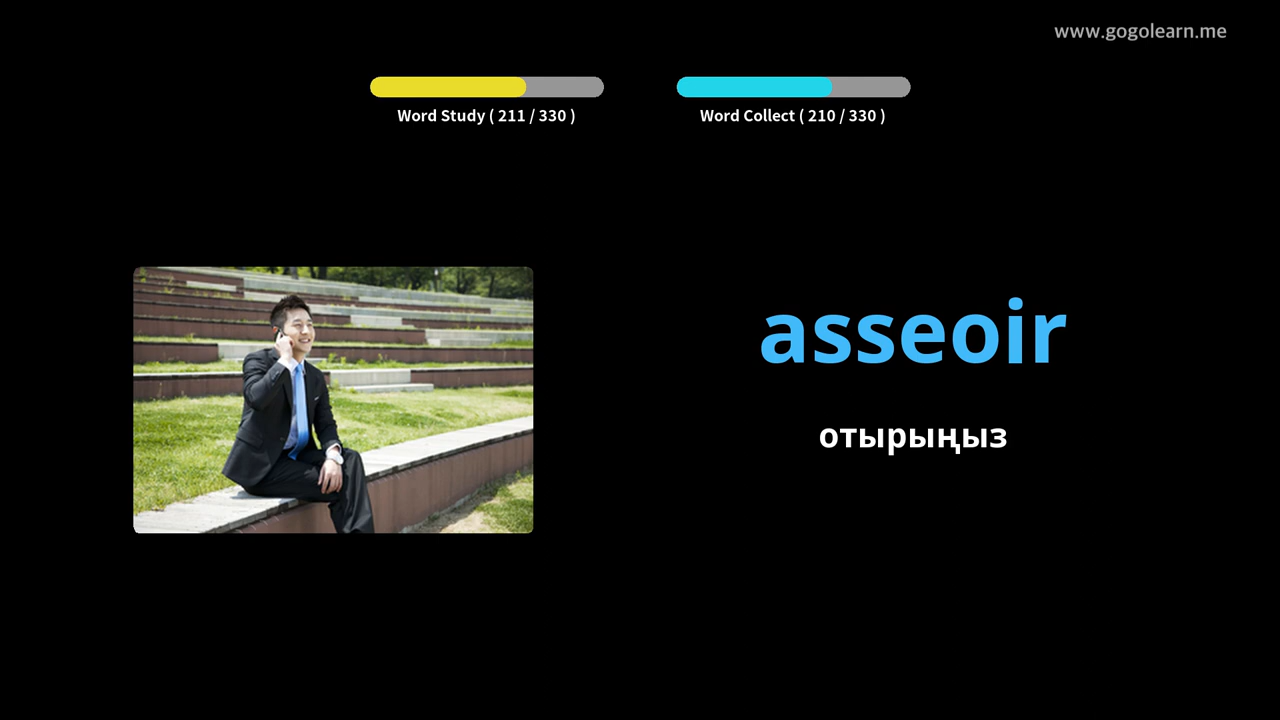 www.gogolearn.me
Word Study ( 211 / 330 )
Word Collect ( 210 / 330 )
asseoir
отырыңыз